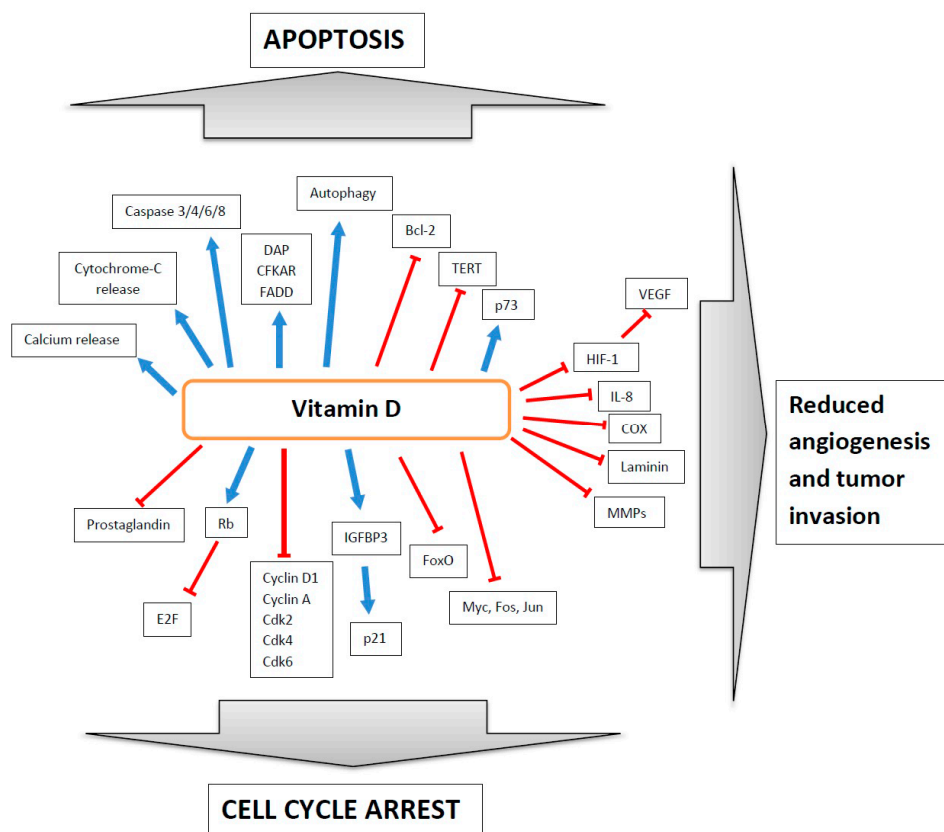 APOPTOSIS
Autophagy
Caspase 3/4/6/8
Bcl-2
DAP
CFKAR
FADD
TERT
Cytochrome-C
release
p73
VEGF
Calcium release
HIF-1
IL-8
Vitamin D
COX
Laminin
MMPs
Reduced
angiogenesis
and tumor
invasion
Prostaglandin
Rb
IGFBP3
FoxO
Cyclin D1
Cyclin A
Cdk2
Cdk4
Cdk6
Myc, Fos, Jun
E2F
p21
CELL CYCLE ARREST